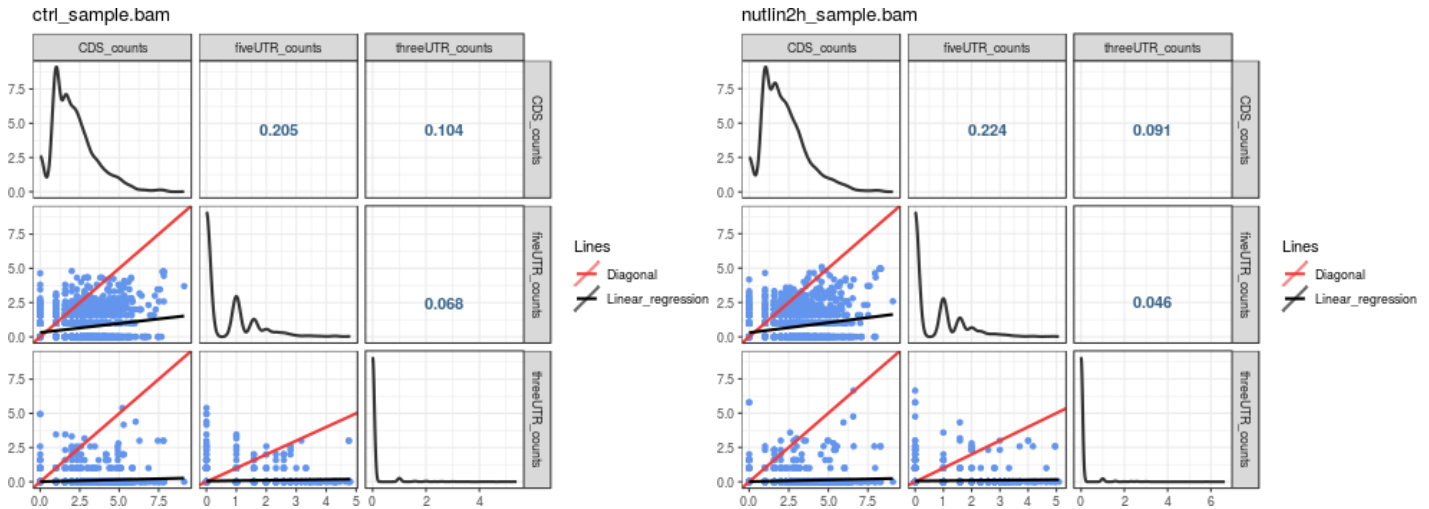 ctrl_sample.bam
CDS_counts fiveUTR_counts threeUTR_counts
7.5
5.0 0.205 0.104 CDS_counts
2.5
0.0
7.5
5.0 fiveUTR_counts
2.5 0.068
0.0
Lines
Diagonal
Linear_regression
7.5
5.0 threeUTR_counts
2.5
0.0
0.0 2.5 5.0 7.5 0 1 2 3 4 5 0 2 4
nutlin2h_sample.bam
CDS_counts fiveUTR_counts threeUTR_counts
7.5
5.0 0.224 0.091 CDS_counts
2.5
0.0
7.5
5.0 fiveUTR_counts
2.5 0.046
0.0
Lines
Diagonal
Linear_regression
7.5
5.0 threeUTR_counts
2.5
0.0
0.0 2.5 5.0 7.5 0 1 2 3 4 5 0 2 4 6